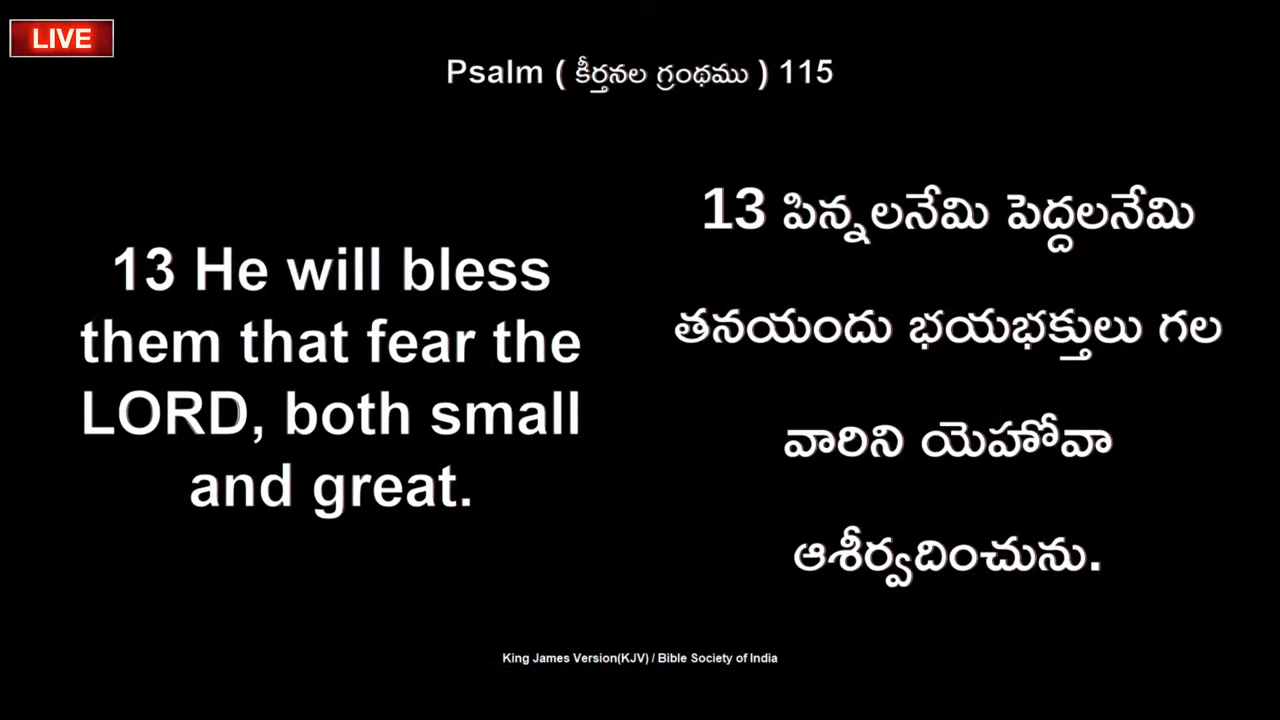 LIVE
Psalm ( కీర్తనల గ్రంథము ) 115
13 He will bless
them that fear the
LORD, both small
and great.
13 పిన్నలనేమి పెద్దలనేమి
తనయందు భయభక్తులు గల
వారిని యెహోవా
ఆశీర్వదించును.
King James Version(KJV) / Bible Society of India